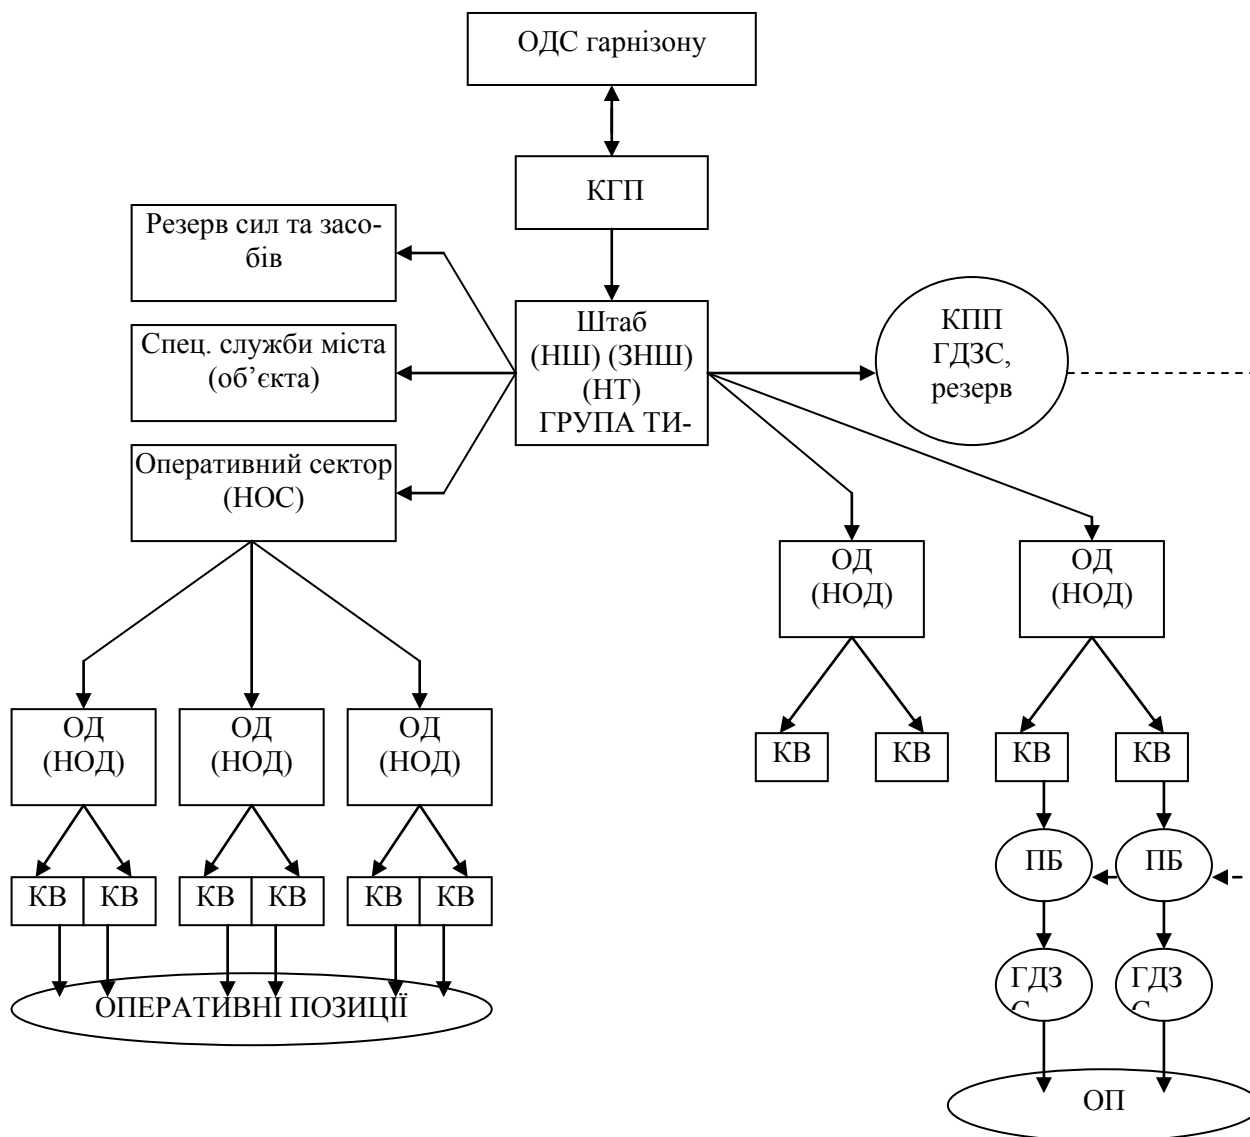 ОДС гарнізону
КГП
Резерв сил та засо-
бів
Спец. служби міста
(об’єкта)
Оперативний сектор
(НОС)
Штаб
(НШ) (ЗНШ)
(НТ)
ГРУПА ТИ-
КПП
ГДЗС,
резерв
ОД
(НОД)
ОД
(НОД)
КВ
КВ
КВ
КВ
ОД
(НОД)
ОД
(НОД)
ОД
(НОД)
КВ
КВ
КВ
КВ
КВ
КВ
ПБ
ПБ
ГДЗ
С
ГДЗ
С
ОПЕРАТИВНІ ПОЗИЦІЇ
ОП